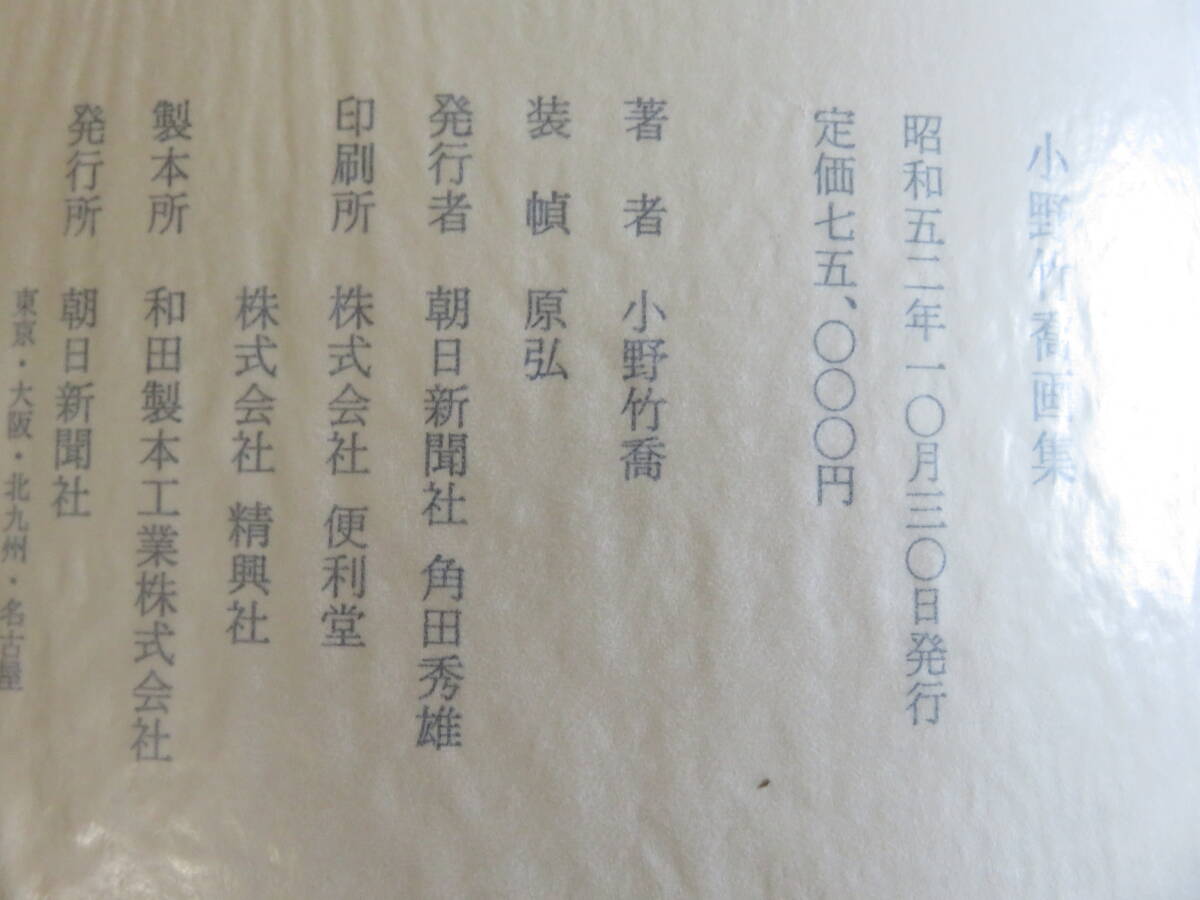 小野竹喬画集
昭和五二年一〇月三〇日発行
定価七五、〇〇〇円
著者 小野竹喬
装幀 原弘
発行者 朝日新聞社 角田秀雄
印刷所 株式会社 便利堂
株式会社 精興社
製本所 和田製本工業株式会社
発行所 朝日新聞社
東京・大阪・北九州・名古屋